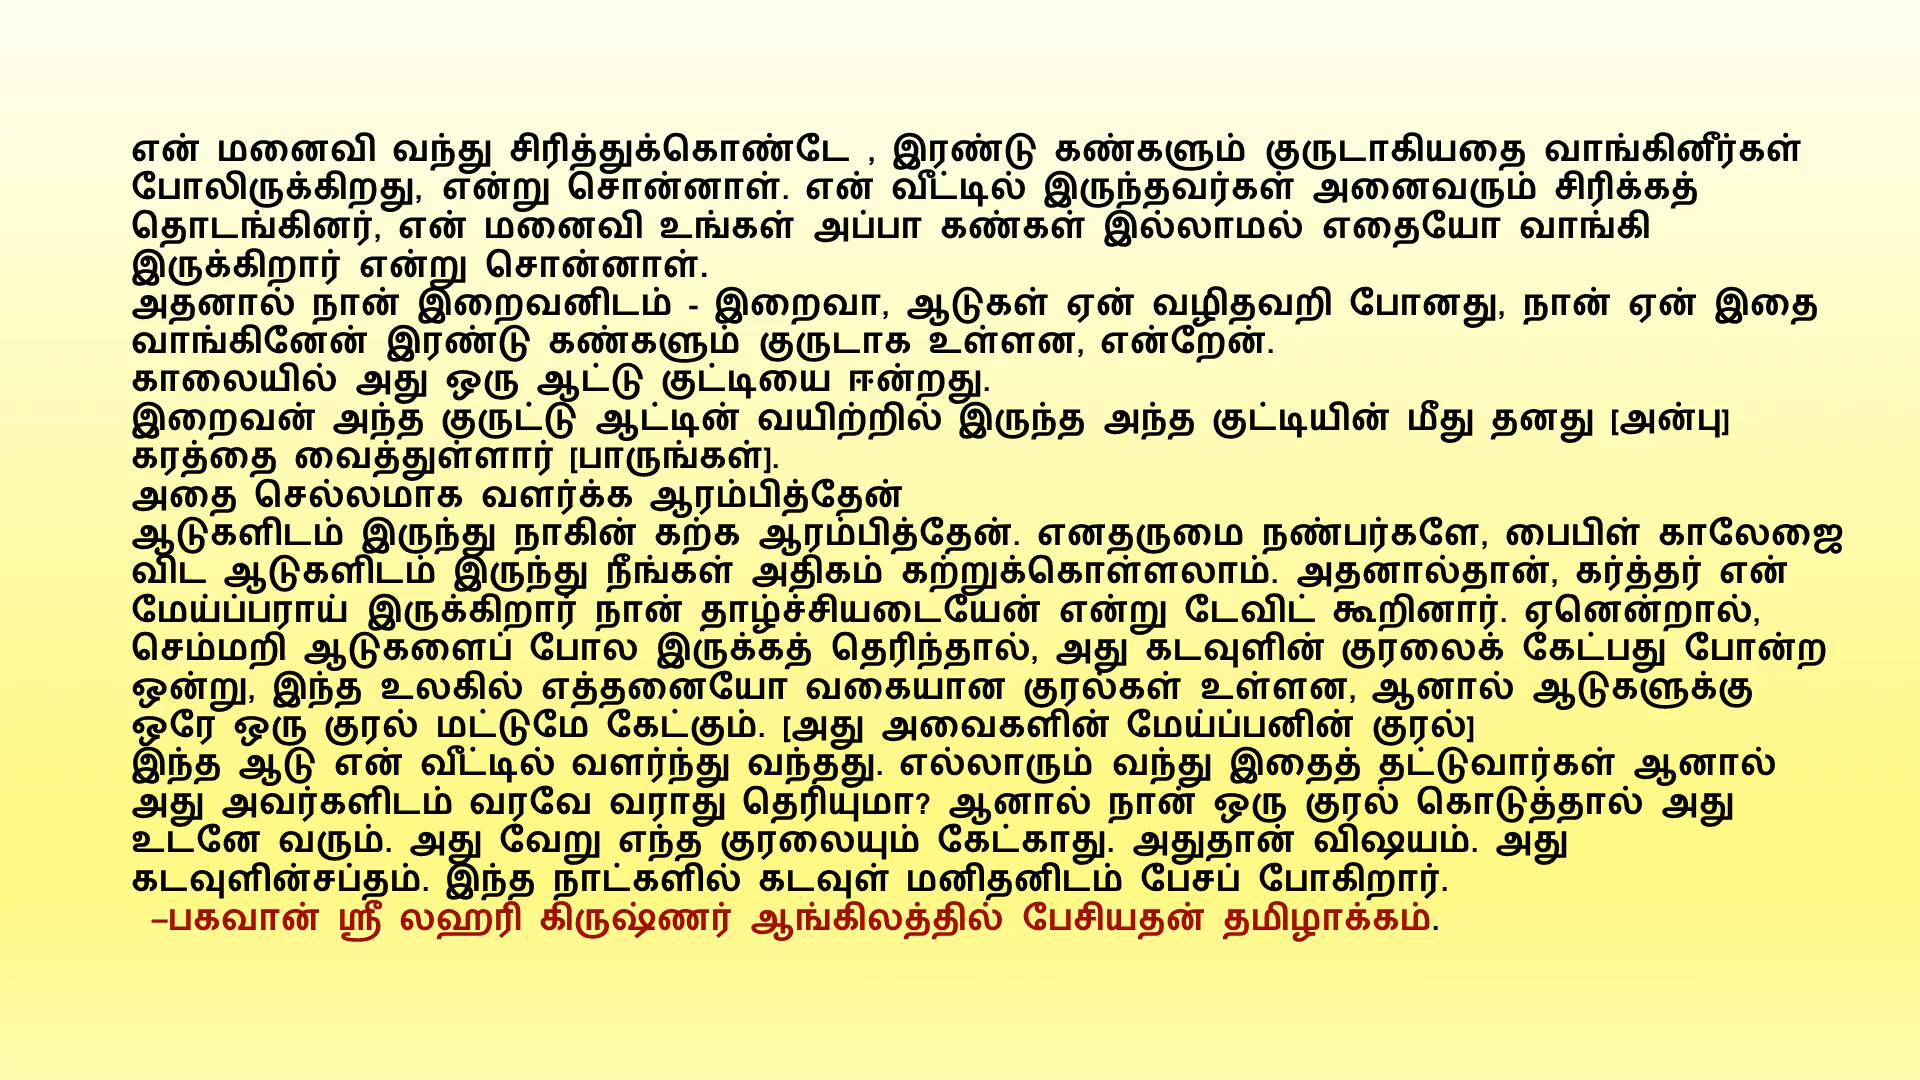 என் மனைவி வந்து சிரித்துக்கொண்டே , இரண்டு கண்களும் குருடாகியதை வாங்கினீர்கள்
போலிருக்கிறது, என்று சொன்னாள். என் வீட்டில் இருந்தவர்கள் அனைவரும் சிரிக்கத்
தொடங்கினர், என் மனைவி உங்கள் அப்பா கண்கள் இல்லாமல் எதையோ வாங்கி
இருக்கிறார் என்று சொன்னாள்.
அதனால் நான் இறைவனிடம் - இறைவா, ஆடுகள் ஏன் வழிதவறி போனது, நான் ஏன் இதை
வாங்கினேன் இரண்டு கண்களும் குருடாக உள்ளன, என்றேன்.
காலையில் அது ஒரு ஆட்டு குட்டியை ஈன்றது.
இறைவன் அந்த குருட்டு ஆட்டின் வயிற்றில் இருந்த அந்த குட்டியின் மீது தனது [அன்பு]
கரத்தை வைத்துள்ளார் [பாருங்கள்].
அதை செல்லமாக வளர்க்க ஆரம்பித்தேன்
ஆடுகளிடம் இருந்து நாகின் கற்க ஆரம்பித்தேன். எனதருமை நண்பர்களே, பைபிள் காலேஜை
விட ஆடுகளிடம் இருந்து நீங்கள் அதிகம் கற்றுக்கொள்ளலாம். அதனால்தான், கர்த்தர் என்
மேய்ப்பராய் இருக்கிறார் நான் தாழ்ச்சியடையேன் என்று டேவிட் கூறினார். ஏனென்றால்,
செம்மறி ஆடுகளைப் போல இருக்கத் தெரிந்தால், அது கடவுளின் குரலைக் கேட்பது போன்ற
ஒன்று, இந்த உலகில் எத்தனையோ வகையான குரல்கள் உள்ளன, ஆனால் ஆடுகளுக்கு
ஒரே ஒரு குரல் மட்டுமே கேட்கும். [அது அவைகளின் மேய்ப்பனின் குரல்]
இந்த ஆடு என் வீட்டில் வளர்ந்து வந்தது. எல்லாரும் வந்து இதைத் தட்டுவார்கள் ஆனால்
அது அவர்களிடம் வரவே வராது தெரியுமா? ஆனால் நான் ஒரு குரல் கொடுத்தால் அது
உடனே வரும். அது வேறு எந்த குரலையும் கேட்காது. அதுதான் விஷயம். அது
கடவுளின்சப்தம். இந்த நாட்களில் கடவுள் மனிதனிடம் பேசப் போகிறார்.
–பகவான் ஸ்ரீ லஹரி கிருஷ்ணர் ஆங்கிலத்தில் பேசியதன் தமிழாக்கம்.